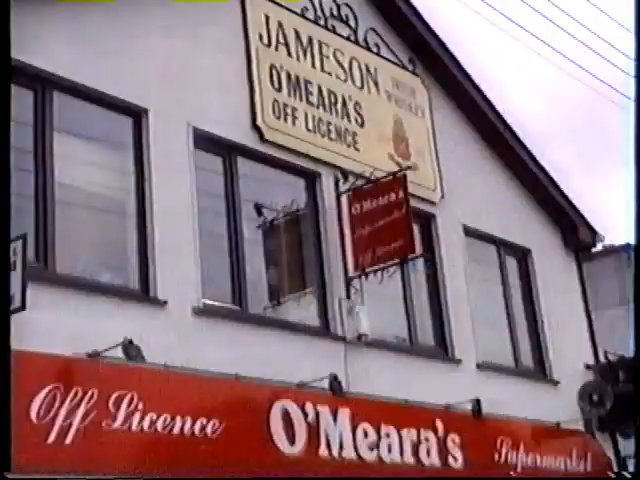 JAMESON
IRISH
WHISKEY
O'MEARA'S
OFF LICENCE
O'Meara's
Supermarket
Off Licence
Off Licence O'Meara's Supermarket